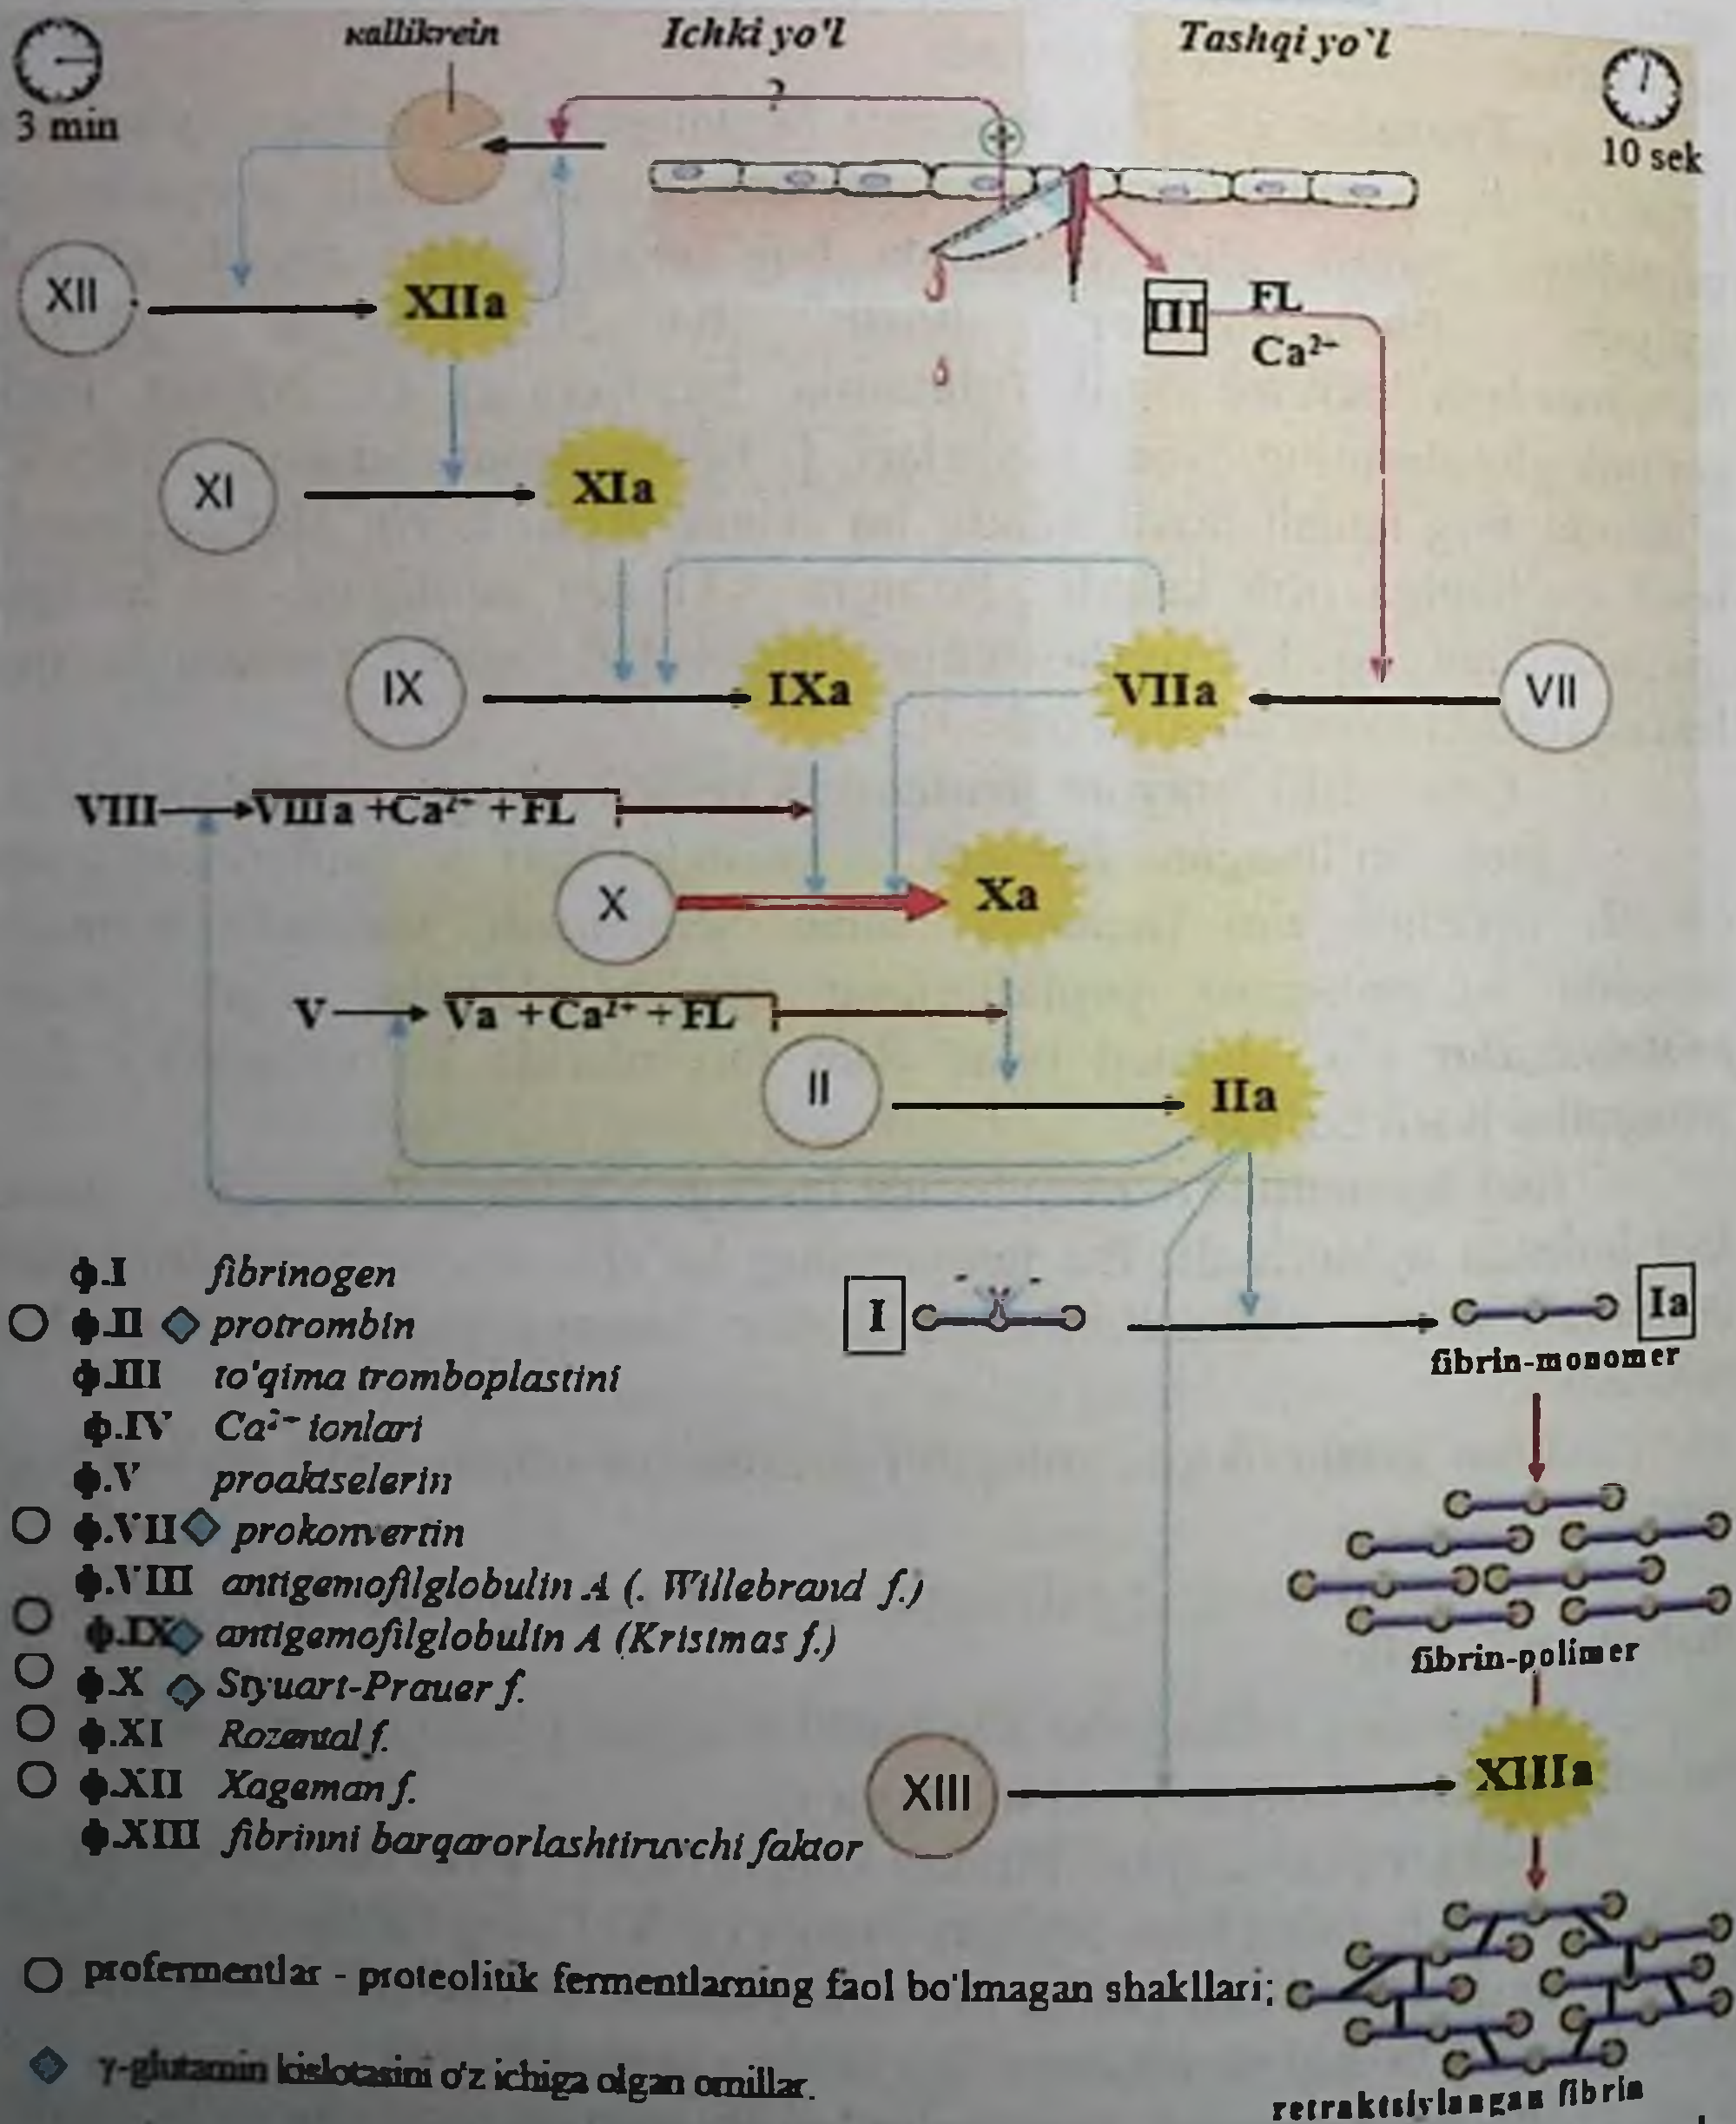 кallikrein
Ichki yo'l
Tashqi yo`l
3 min
?
10 sek
XII
XIIa
III
FL
Ca²⁺
XI
XIa
IX
IXa
VIIa
VII
VIII
VIIIa +Ca²⁺ +FL
X
Xa
V
Va +Ca²⁺ +FL
II
IIa
ф.I fibrinogen
ф.II protrombin
ф.III to'qima tromboplastini
ф.IV Ca²⁺ ionlari
ф.V proaktselerin
ф.VII prokonvertin
ф.VIII antigemofilglobulin A (. Willebrand f.)
ф.IX antigemofilglobulin A (Kristmas f.)
ф.X Styuart-Prauer f.
ф.XI Rozental f.
ф.XII Xageman f.
ф.XIII fibrinni barqarorlashtiruvchi faktor
I
Ia
fibrin-monomer
fibrin-polimer
XIII
XIIIa
profermentlar - proteolitik fermentlarning faol bo'lmagan shakllari;
γ-glutamin kislotasini o'z ichiga olgan omillar.
retraktsiylangan fibrin